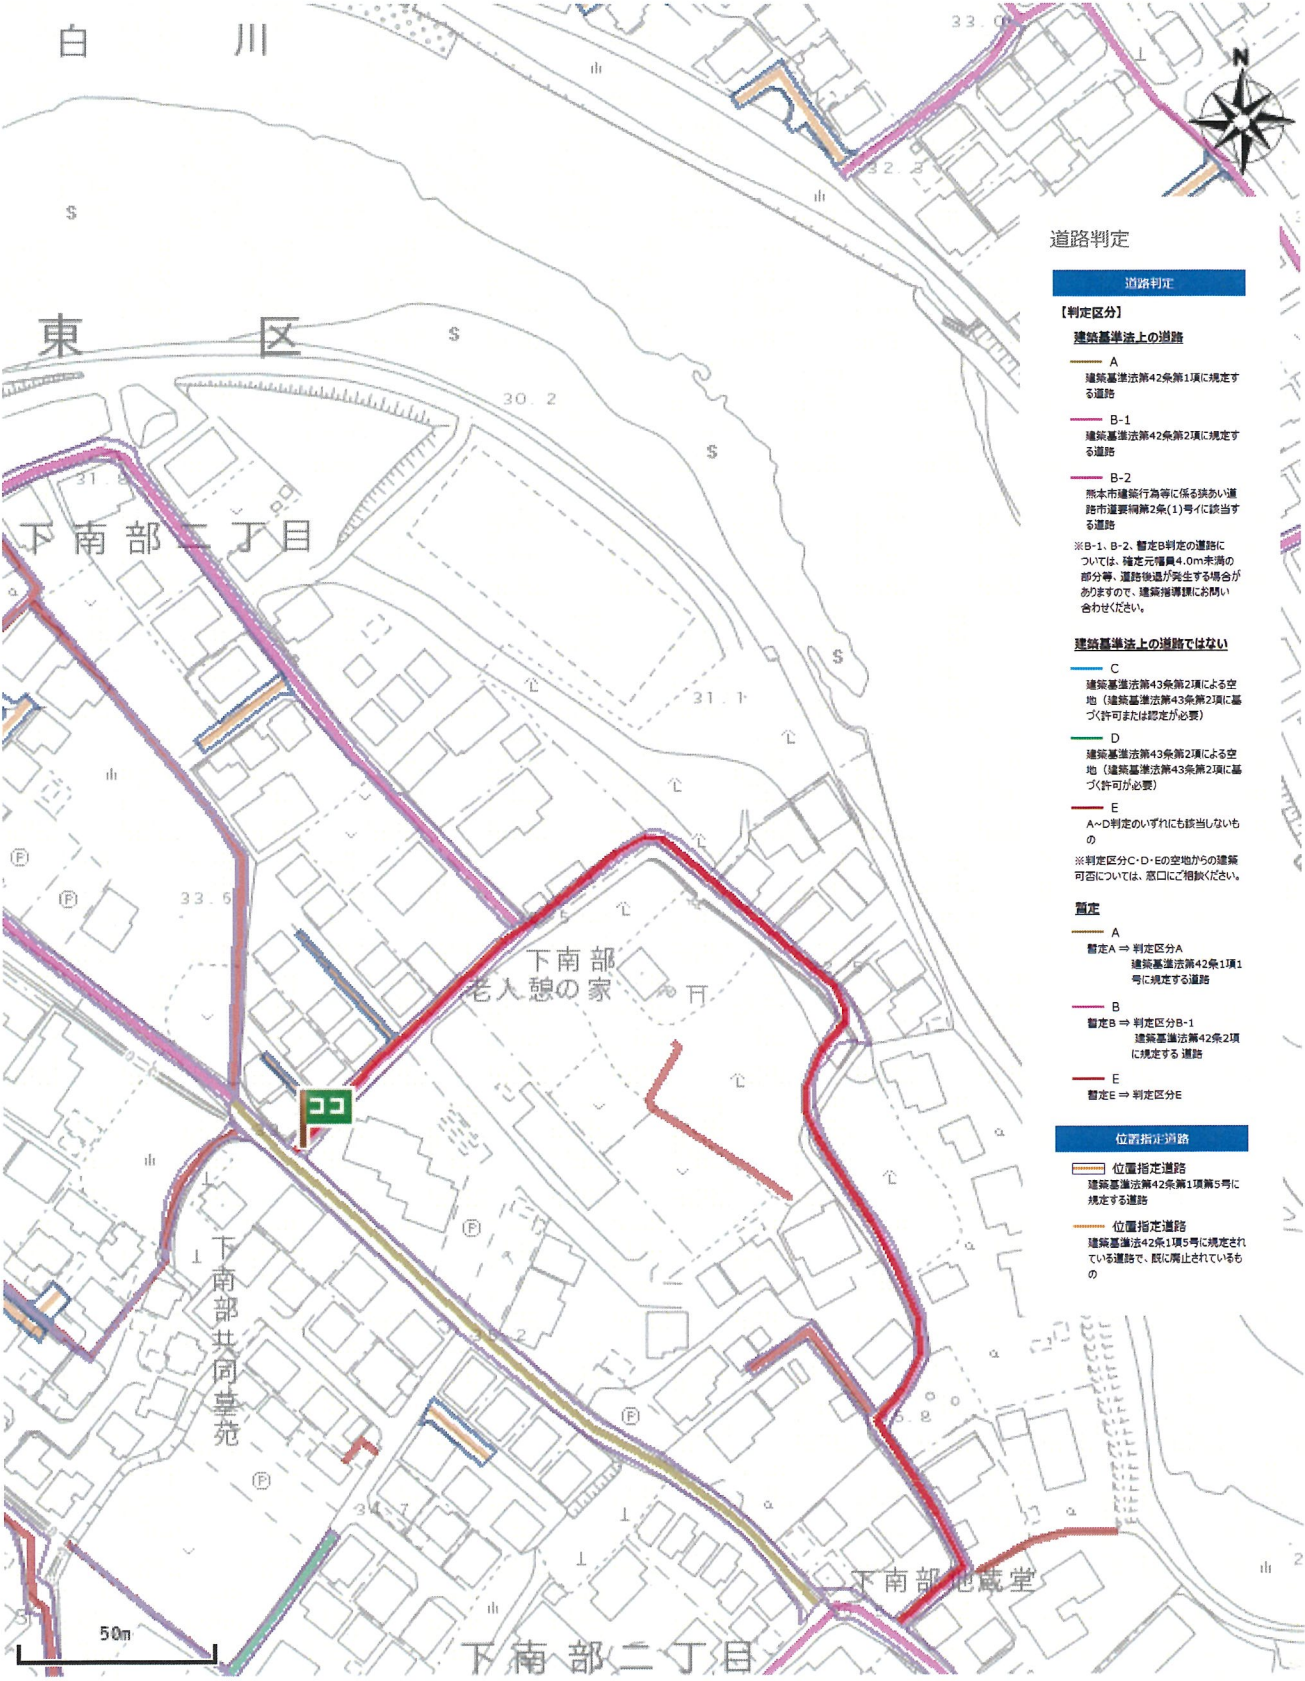 白 川
33.0
N
32.3
S
道路判定
道路判定
【判定区分】
建築基準法上の道路
A
建築基準法第42条第1項に規定す
る道路
B-1
建築基準法第42条第2項に規定す
る道路
B-2
熊本市建築行為等に係る狭あい道
路市道要綱第2条(1)号イに該当す
る道路
※B-1、B-2、暫定B判定の道路に
ついては、確定元幅員4.0m未満の
部分等、道路後退が発生する場合が
ありますので、建築指導課にお問い
合わせください。
建築基準法上の道路ではない
C
建築基準法第43条第2項による空
地（建築基準法第43条第2項に基
づく許可または認定が必要）
D
建築基準法第43条第2項による空
地（建築基準法第43条第2項に基
づく許可が必要）
E
A~D判定のいずれにも該当しないも
の
※判定区分C・D・Eの空地からの建築
可否については、窓口にご相談ください。
暫定
A
暫定A ⇒ 判定区分A
建築基準法第42条1項1
号に規定する道路
B
暫定B ⇒ 判定区分B-1
建築基準法第42条2項
に規定する 道路
E
暫定E ⇒ 判定区分E
位置指定道路
位置指定道路
建築基準法第42条第1項第5号に
規定する道路
位置指定道路
建築基準法42条1項5号に規定され
ている道路で、既に廃止されているも
の
東 区
S
30.2
S
31.8
下南部二丁目
S
31.1
P
P
33.5
下南部
老人憩の家
ココ
P
下南部共同墓苑
35.2
P
P
34.7
下南部地蔵堂
50m
下南部二丁目